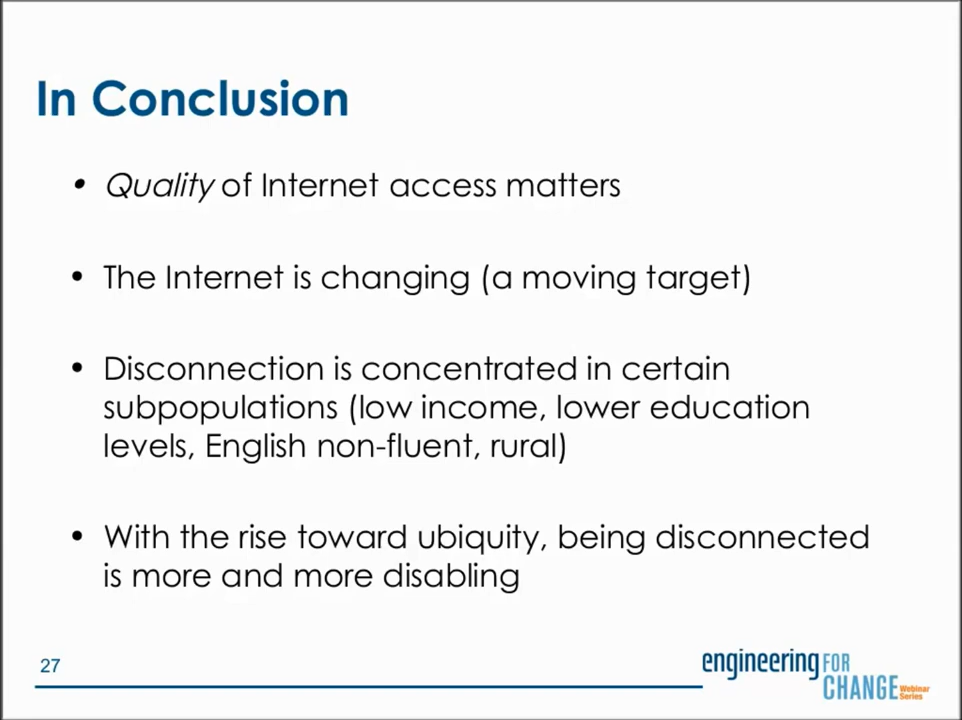 In Conclusion
• Quality of Internet access matters
• The Internet is changing (a moving target)
• Disconnection is concentrated in certain
subpopulations (low income, lower education
levels, English non-fluent, rural)
• With the rise toward ubiquity, being disconnected
is more and more disabling
27
engineering FOR
CHANGE Webinar
Series